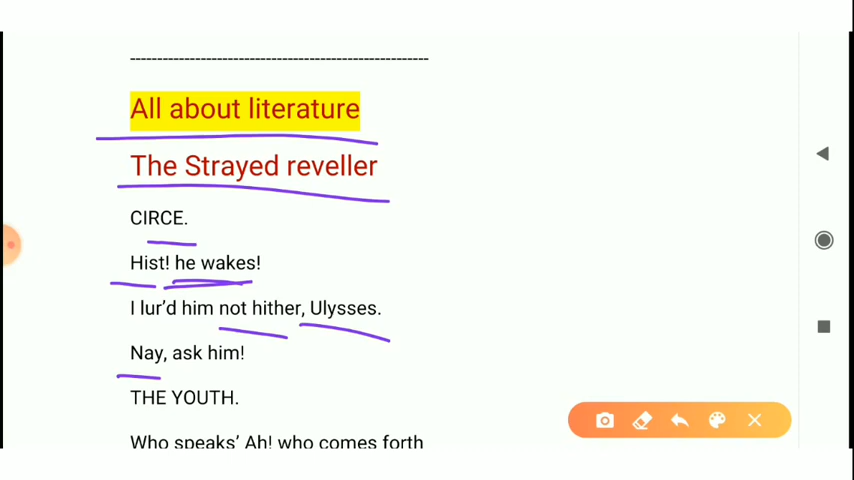 --------------------------------------------------------
All about literature
The Strayed reveller
CIRCE.
Hist! he wakes!
I lur’d him not hither, Ulysses.
Nay, ask him!
THE YOUTH.
Who speaks’ Ah! who comes forth